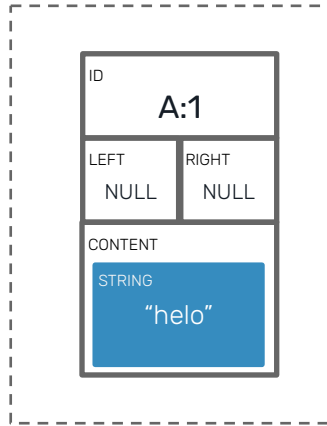 ID
A:1
LEFT RIGHT
NULL NULL
CONTENT
STRING
“helo”